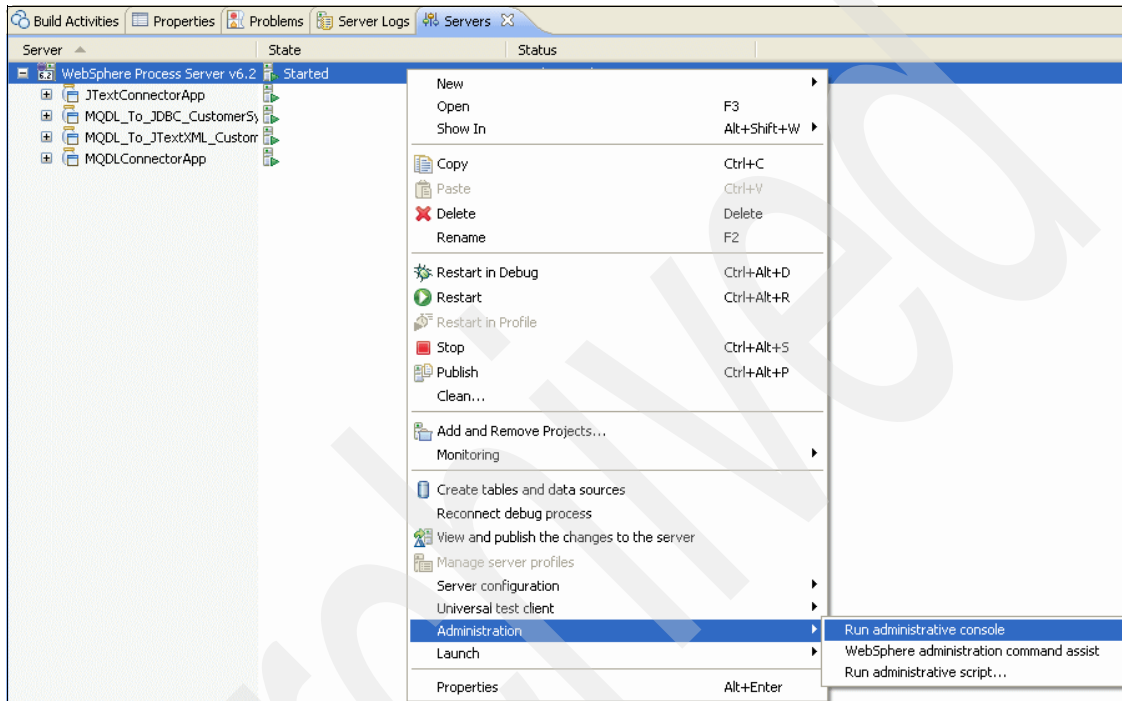 Build Activities Properties Problems Server Logs Servers
Server State Status
6.2 WebSphere Process Server v6.2 Started
JTextConnectorApp
MQDL_To_JDBC_CustomerSy
MQDL_To_JTextXML_Custom
MQDLConnectorApp
New
Open F3
Show In Alt+Shift+W
Copy Ctrl+C
Paste Ctrl+V
Delete Delete
Rename F2
Restart in Debug Ctrl+Alt+D
Restart Ctrl+Alt+R
Restart in Profile
Stop Ctrl+Alt+S
Publish Ctrl+Alt+P
Clean...
Add and Remove Projects...
Monitoring
Create tables and data sources
Reconnect debug process
View and publish the changes to the server
Manage server profiles
Server configuration
Universal test client
Administration
Launch
Properties Alt+Enter
Run administrative console
WebSphere administration command assist
Run administrative script...